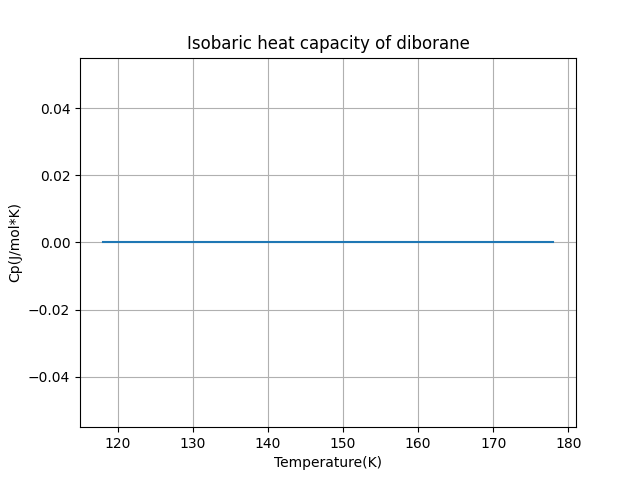 Isobaric heat capacity of diborane
Cp(J/mol*K)
0.04
0.02
0.00
−0.02
−0.04
120 130 140 150 160 170 180
Temperature(K)